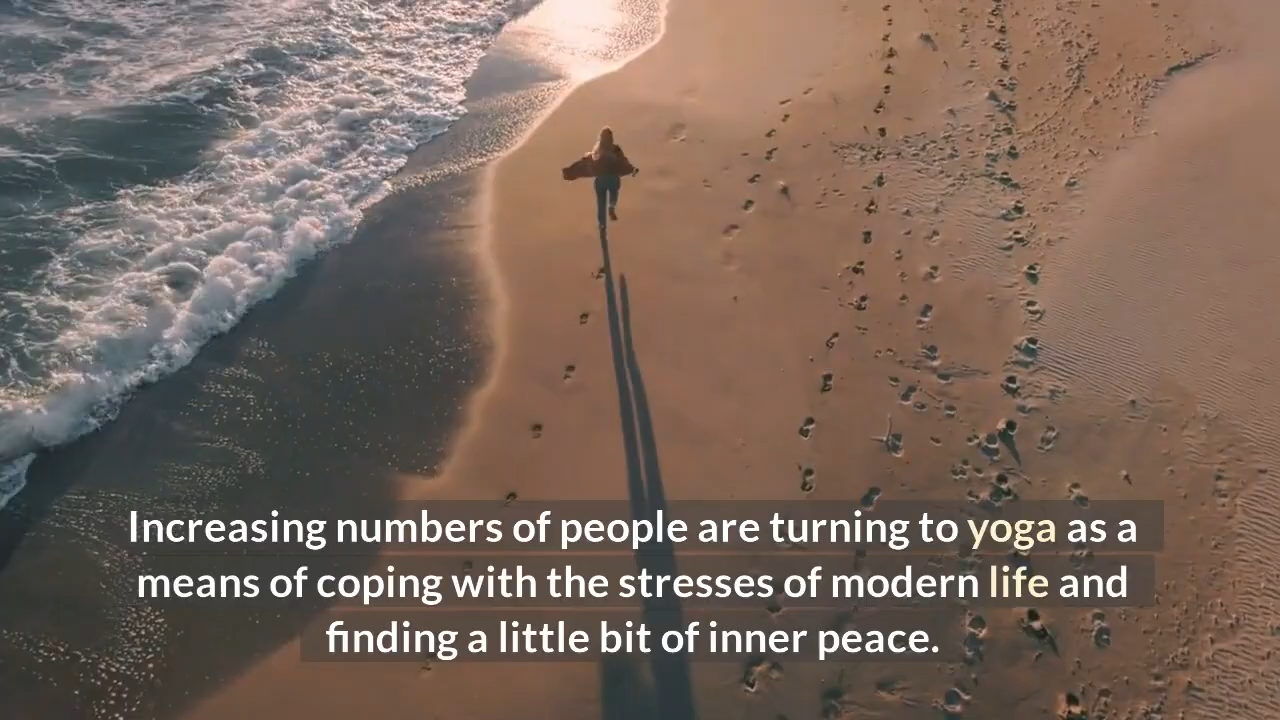 Increasing numbers of people are turning to yoga as a
means of coping with the stresses of modern life and
finding a little bit of inner peace.